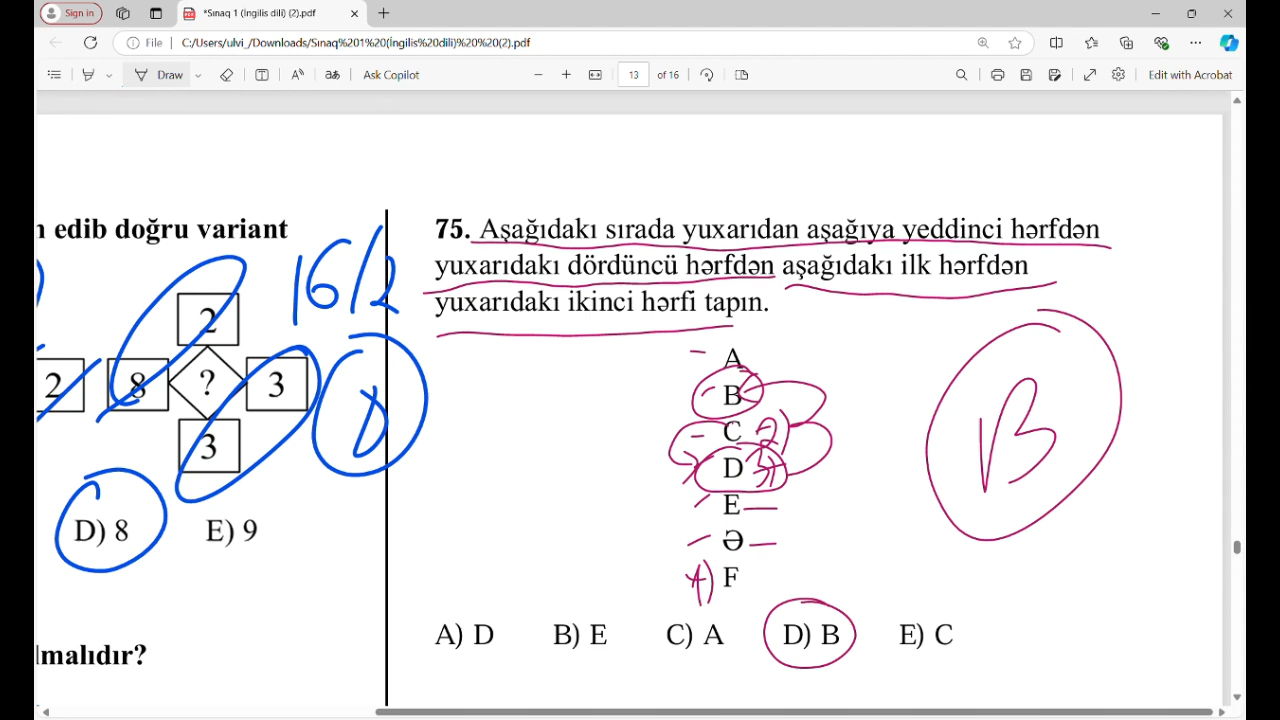 Sign in
*Sınaq 1 (İngilis dili) (2).pdf
File
C:/Users/ulvi_/Downloads/Sınaq%201%20(İngilis%20dili)%20%20(2).pdf
Draw
Ask Copilot
13 of 16
Edit with Acrobat
edib doğru variant
16/2
2
2 8 ? 3
3
D) 8 E) 9
lmalıdır?
75. Aşağıdakı sırada yuxarıdan aşağıya yeddinci hərfdən
yuxarıdakı dördüncü hərfdən aşağıdakı ilk hərfdən
yuxarıdakı ikinci hərfi tapın.
A
B
C 2)
D
E
Ə
F
B
A) D B) E C) A D) B E) C